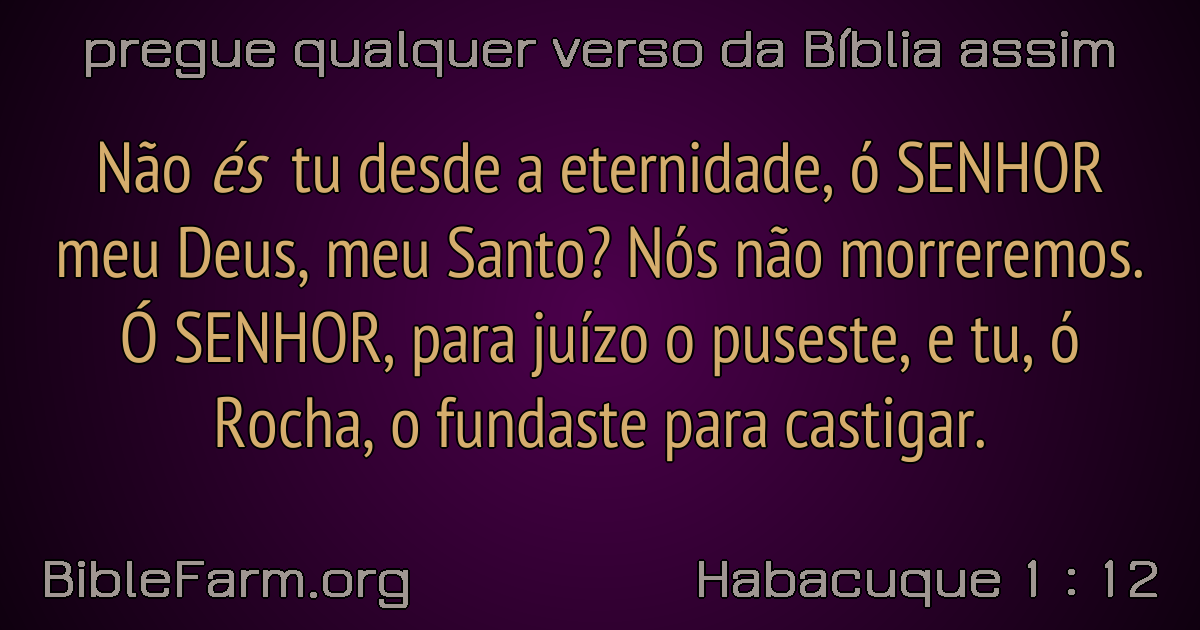 pregue qualquer verso da Bíblia assim
Não és tu desde a eternidade, ó SENHOR
meu Deus, meu Santo? Nós não morreremos.
Ó SENHOR, para juízo o puseste, e tu, ó
Rocha, o fundaste para castigar.
BibleFarm.org
Habacuque 1 : 12